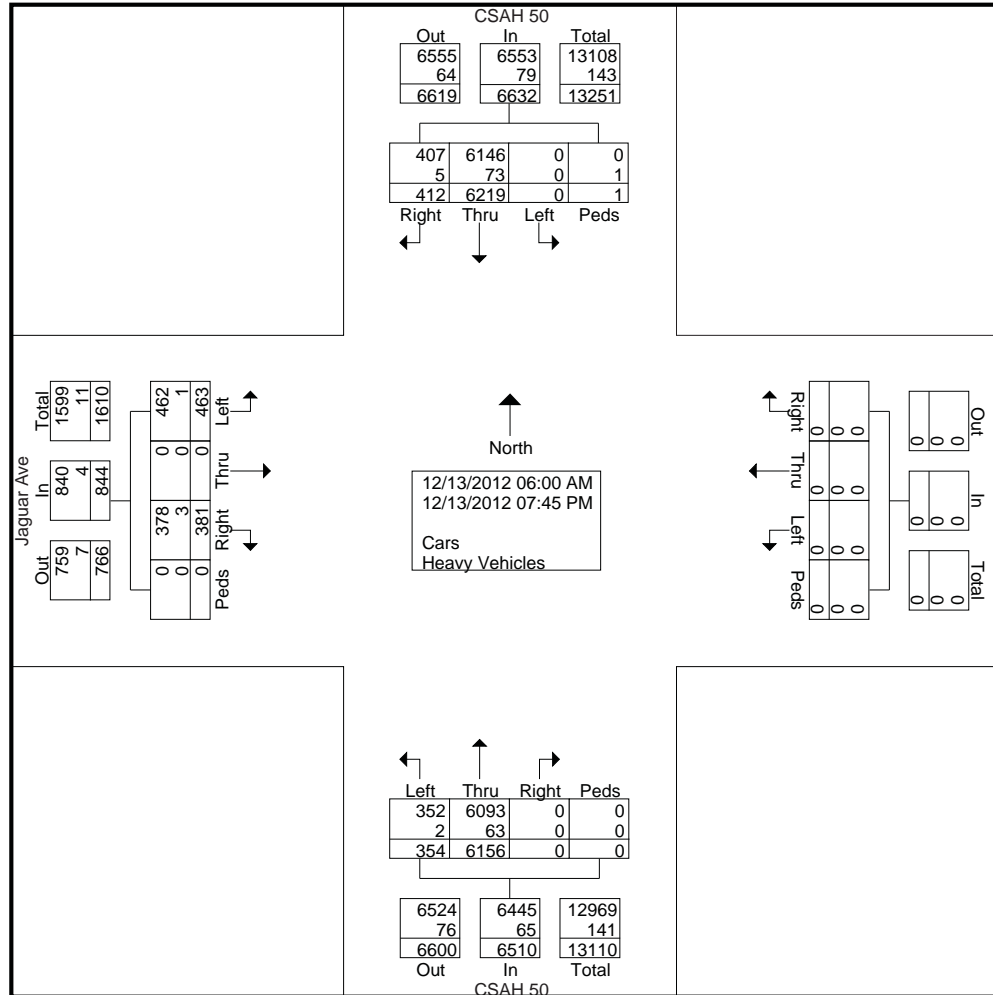 CSAH 50
Out In Total
6555 6553 13108
64 79 143
6619 6632 13251
407 6146 0 0
5 73 0 1
412 6219 0 1
Right Thru Left Peds
Jaguar Ave
Total In Out
1599 840 759
11 4 7
1610 844 766
462 0 378 0
1 0 3 0
463 0 381 0
Left Thru Right Peds
North
12/13/2012 06:00 AM
12/13/2012 07:45 PM
Cars
Heavy Vehicles
Right Thru Left Peds
0 0 0 0
0 0 0 0
0 0 0 0
Out In Total
0 0 0
0 0 0
0 0 0
Left Thru Right Peds
352 6093 0 0
2 63 0 0
354 6156 0 0
6524 6445 12969
76 65 141
6600 6510 13110
Out In Total
CSAH 50